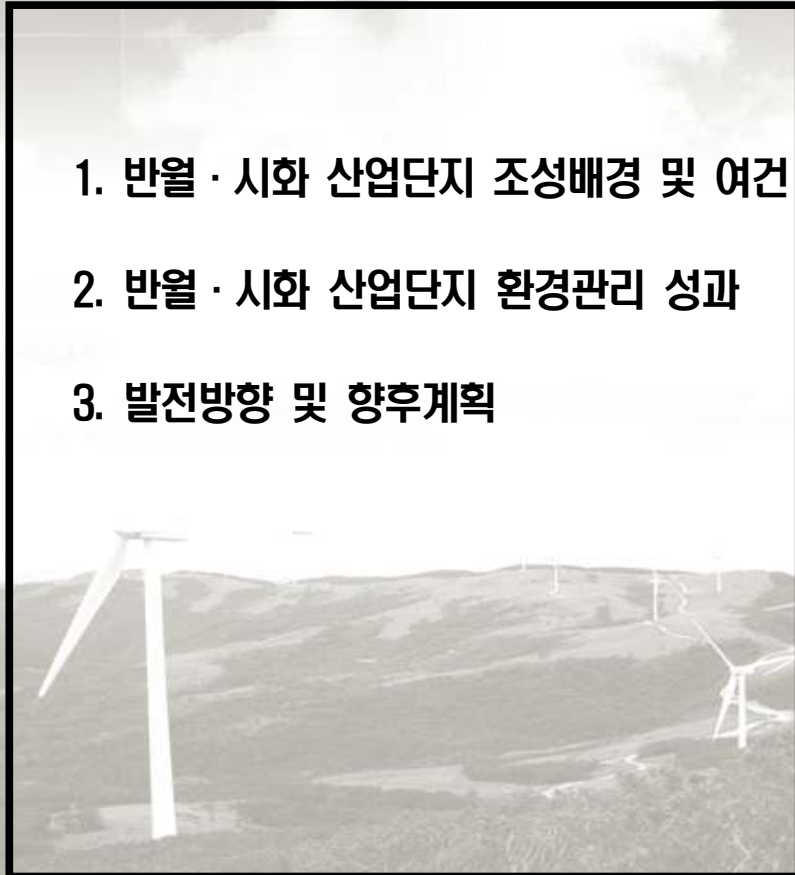 1. 반월·시화 산업단지 조성배경 및 여건
2. 반월·시화 산업단지 환경관리 성과
3. 발전방향 및 향후계획